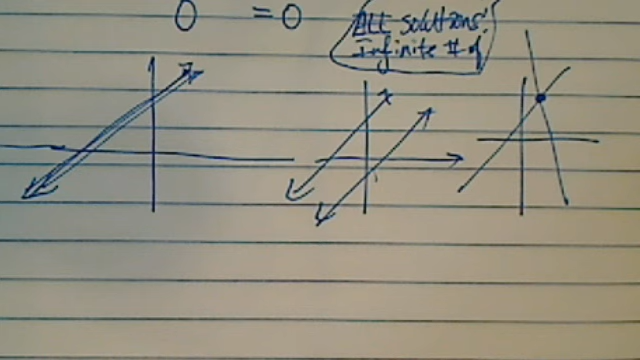 0 = 0
ALL solutions!
Infinite # of